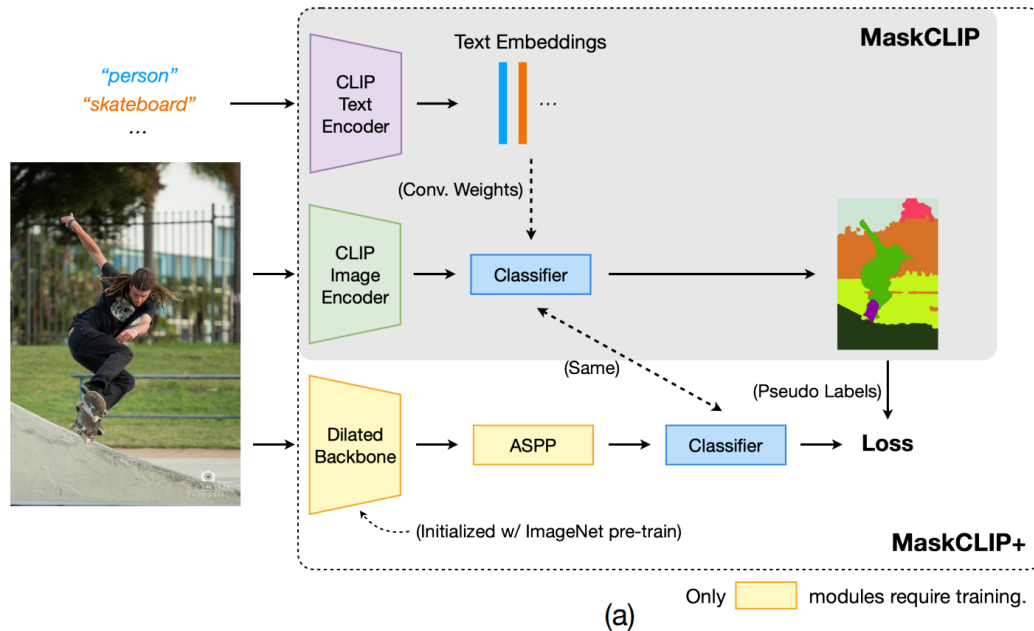 MaskCLIP
Text Embeddings
“person”
“skateboard”
...
CLIP
Text
Encoder
...
(Conv. Weights)
CLIP
Image
Encoder
Classifier
(Same)
(Pseudo Labels)
Dilated
Backbone
ASPP
Classifier
Loss
(Initialized w/ ImageNet pre-train)
MaskCLIP+
Only
modules require training.
(a)